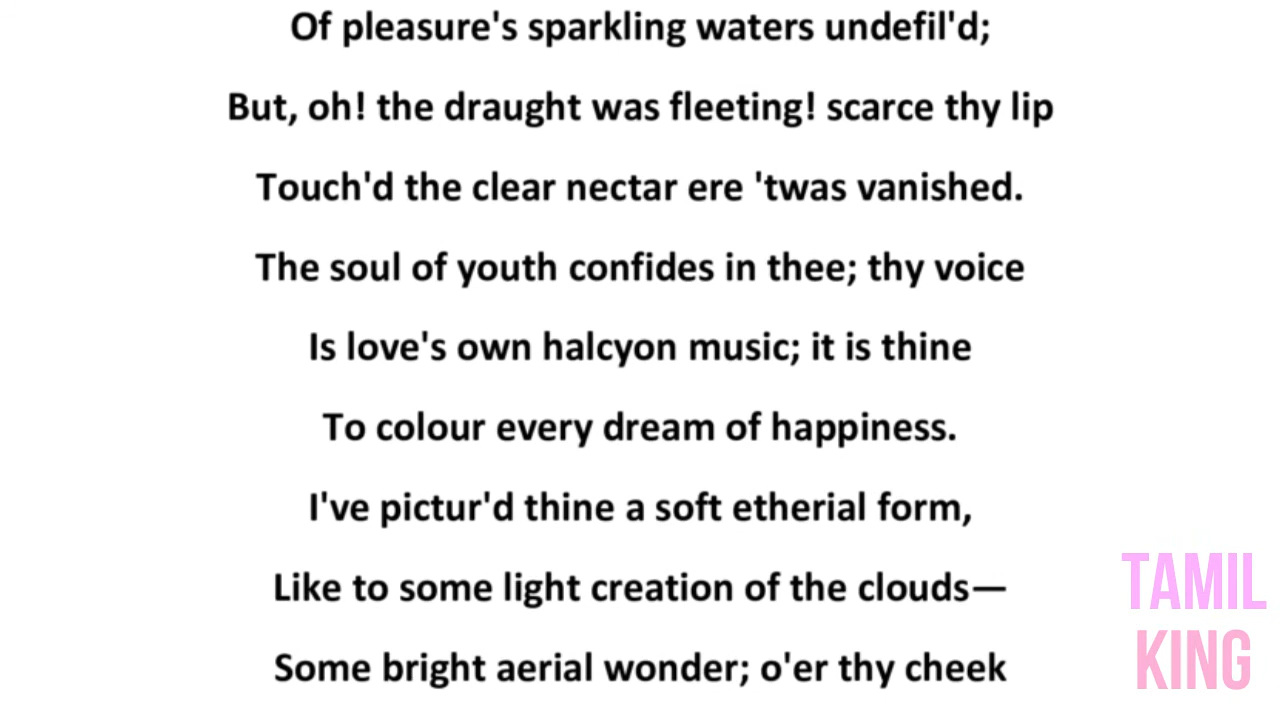 Of pleasure's sparkling waters undefil'd;
But, oh! the draught was fleeting! scarce thy lip
Touch'd the clear nectar ere 'twas vanished.
The soul of youth confides in thee; thy voice
Is love's own halcyon music; it is thine
To colour every dream of happiness.
I've pictur'd thine a soft etherial form,
Like to some light creation of the clouds—
Some bright aerial wonder; o'er thy cheek
TAMIL
KING